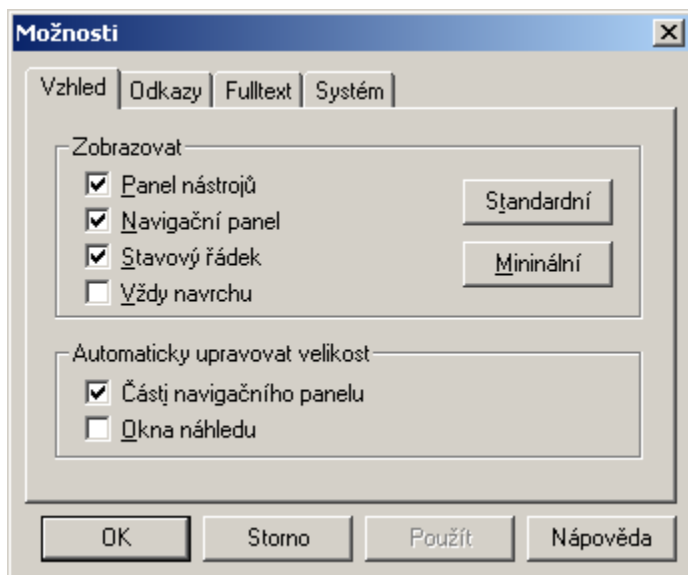 Možnosti
Vzhled Odkazy Fulltext Systém
Zobrazovat
Panel nástrojů
Standardní
Navigační panel
Stavový řádek
Mininální
Vždy navrchu
Automaticky upravovat velikost
Části navigačního panelu
Okna náhledu
OK Storno Použít Nápověda